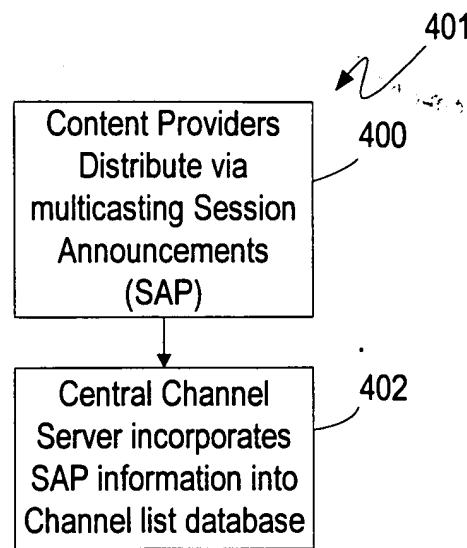 401
Content Providers
Distribute via
multicasting Session
Announcements
(SAP)
400
Central Channel
Server incorporates
SAP information into
Channel list database
402